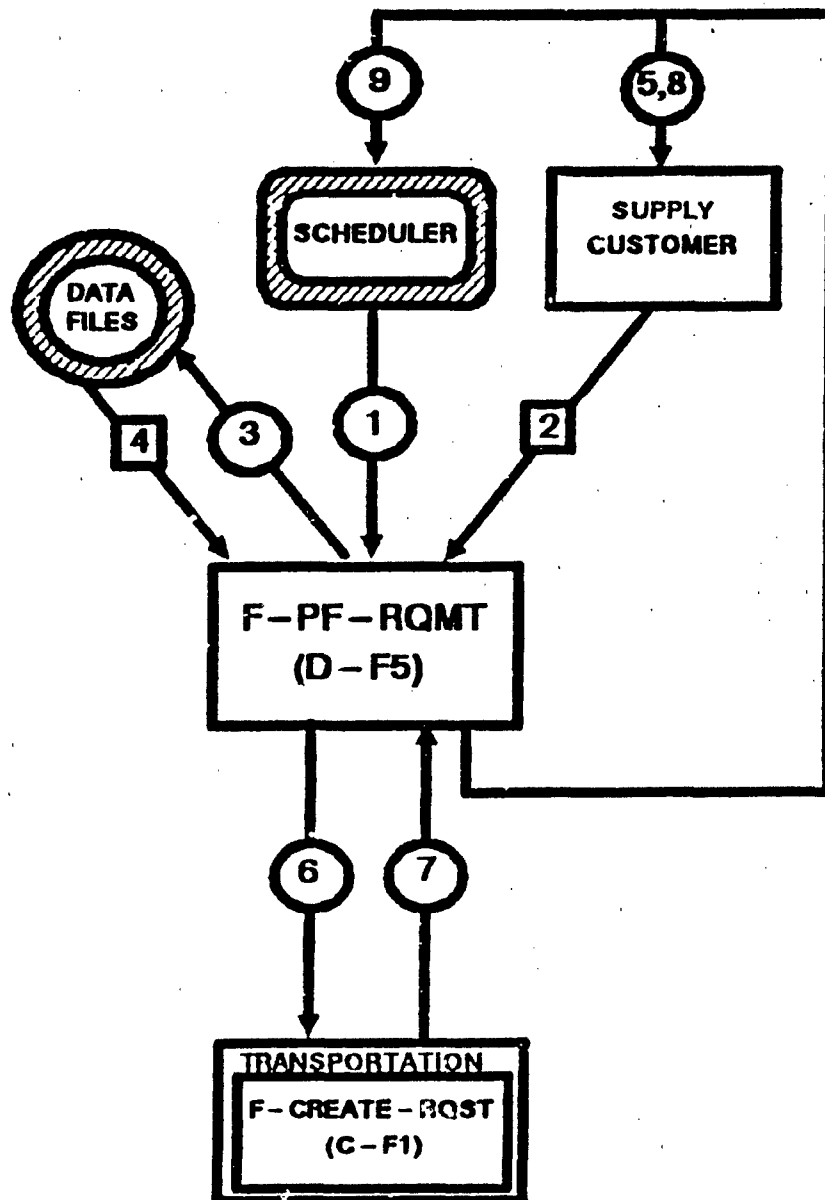 9
5,8
SCHEDULER
SUPPLY
CUSTOMER
DATA
FILES
4
3
1
2
F-PF-RQMT
(D-F5)
6
7
TRANSPORTATION
F-CREATE-RQST
(C-F1)